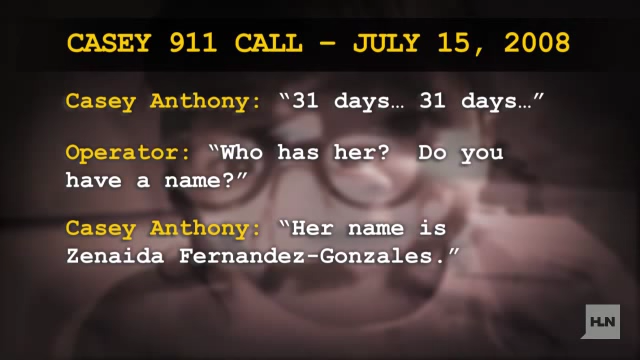 CASEY 911 CALL – JULY 15, 2008
Casey Anthony: “31 days… 31 days…”
Operator: “Who has her?  Do you
have a name?”
Casey Anthony: “Her name is
Zenaida Fernandez-Gonzales.”
HLN